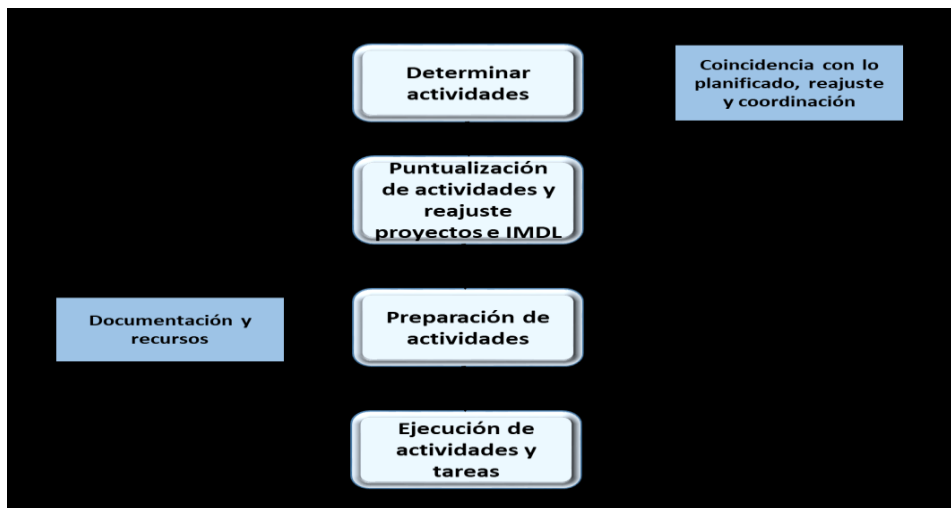 Determinar
actividades
Coincidencia con lo
planificado, reajuste
y coordinación
Puntualización
de actividades y
reajuste
proyectos e IMDL
Documentación y
recursos
Preparación de
actividades
Ejecución de
actividades y
tareas